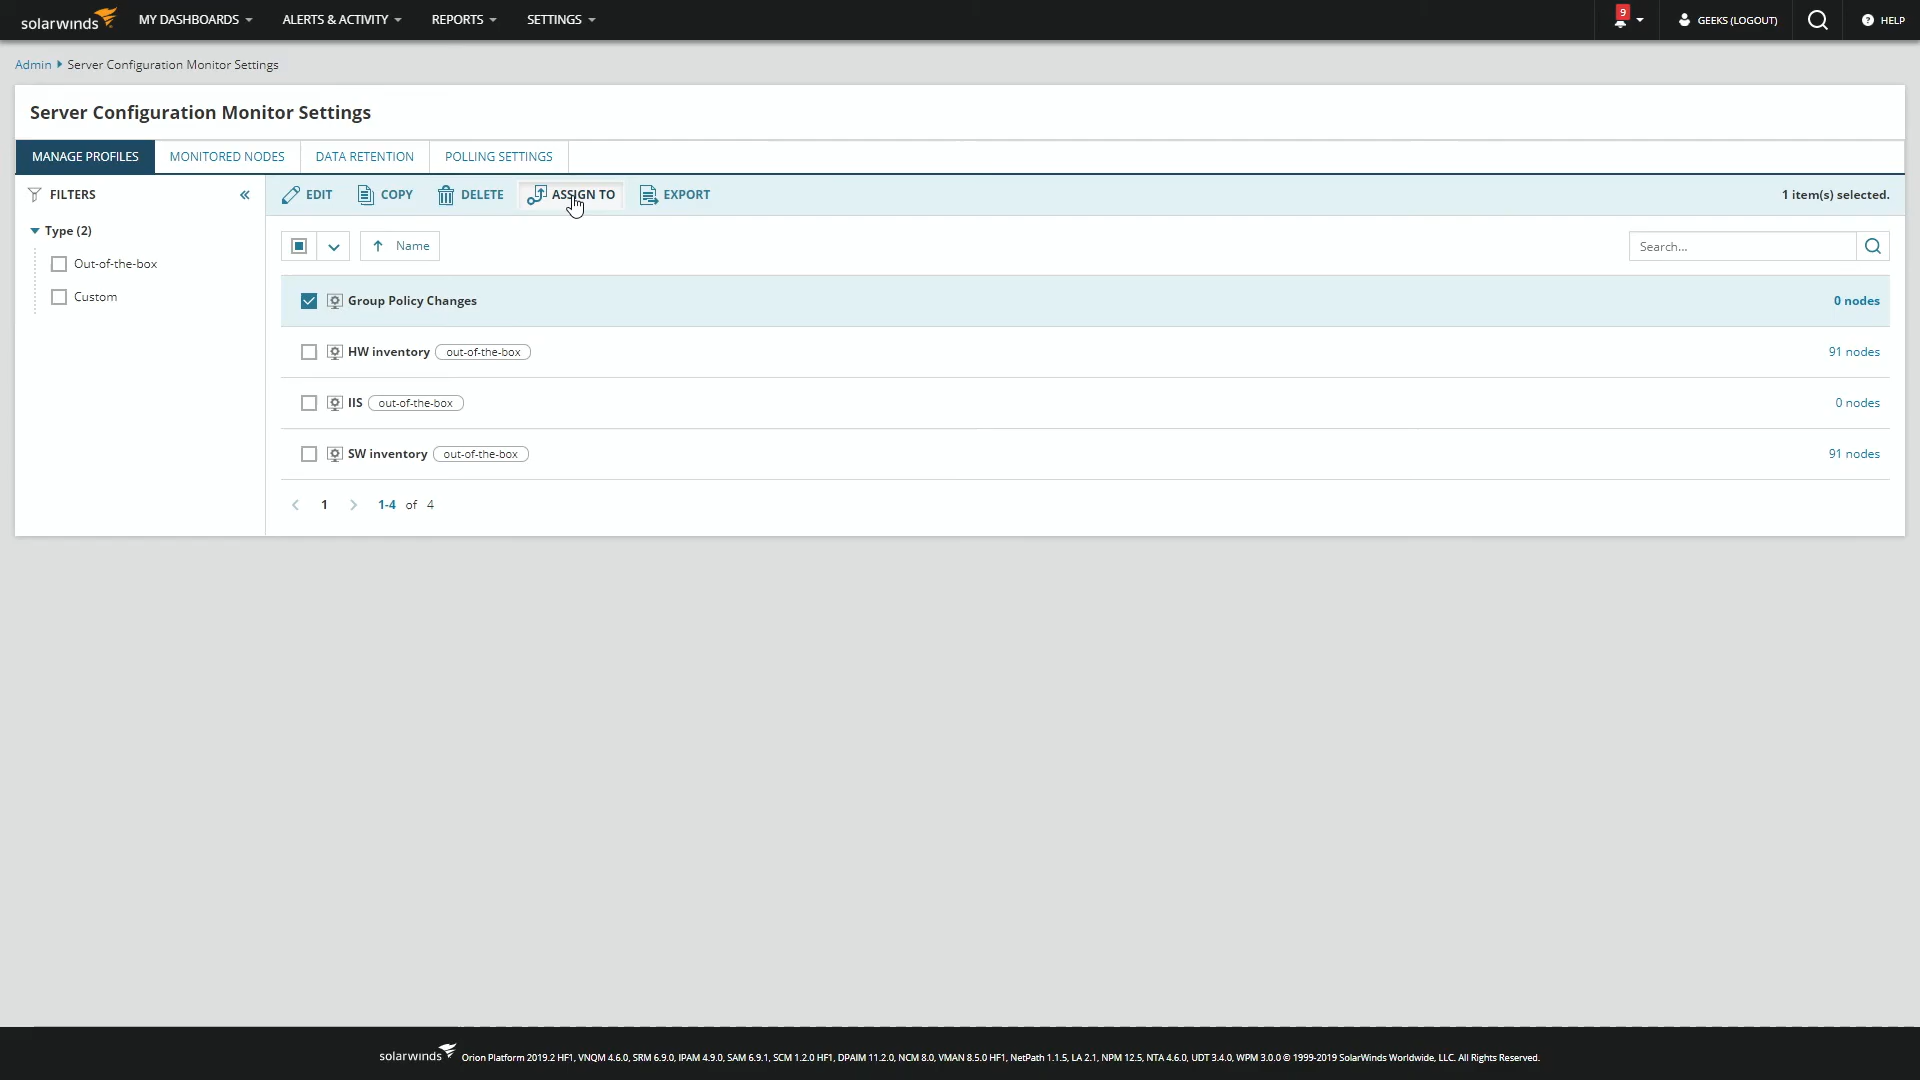 solarwinds MY DASHBOARDS ALERTS & ACTIVITY REPORTS SETTINGS 9 GEEKS (LOGOUT) HELP
Admin Server Configuration Monitor Settings
Server Configuration Monitor Settings
MANAGE PROFILES MONITORED NODES DATA RETENTION POLLING SETTINGS
FILTERS EDIT COPY DELETE ASSIGN TO EXPORT 1 item(s) selected.
Type (2)
Name Search...
Out-of-the-box
Custom
Group Policy Changes 0 nodes
HW inventory out-of-the-box 91 nodes
IIS out-of-the-box 0 nodes
SW inventory out-of-the-box 91 nodes
1 1-4 of 4
solarwinds Orion Platform 2019.2 HF1, VNQM 4.6.0, SRM 6.9.0, IPAM 4.9.0, SAM 6.9.1, SCM 1.2.0 HF1, DPAIM 11.2.0, NCM 8.0, VMAN 8.5.0 HF1, NetPath 1.1.5, LA 2.1, NPM 12.5, NTA 4.6.0, UDT 3.4.0, WPM 3.0.0 © 1999-2019 SolarWinds Worldwide, LLC. All Rights Reserved.